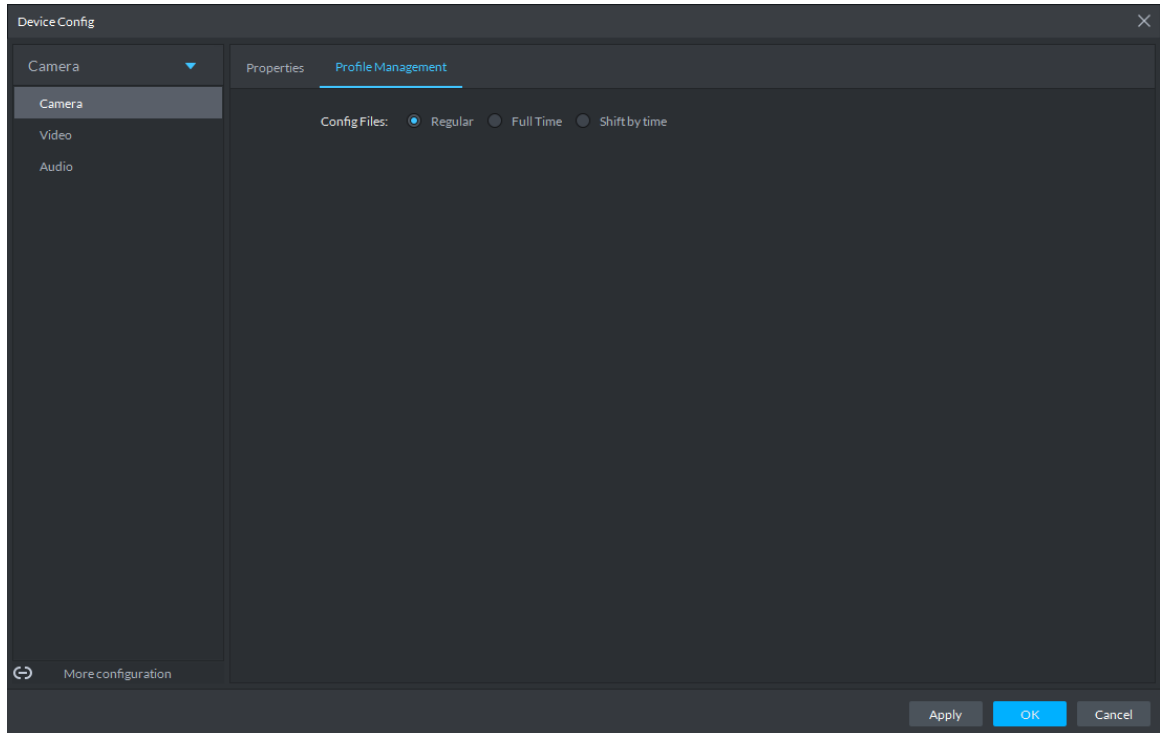 Device Config
Camera
Properties
Profile Management
Camera
Config Files: Regular Full Time Shift by time
Video
Audio
More configuration
Apply OK Cancel